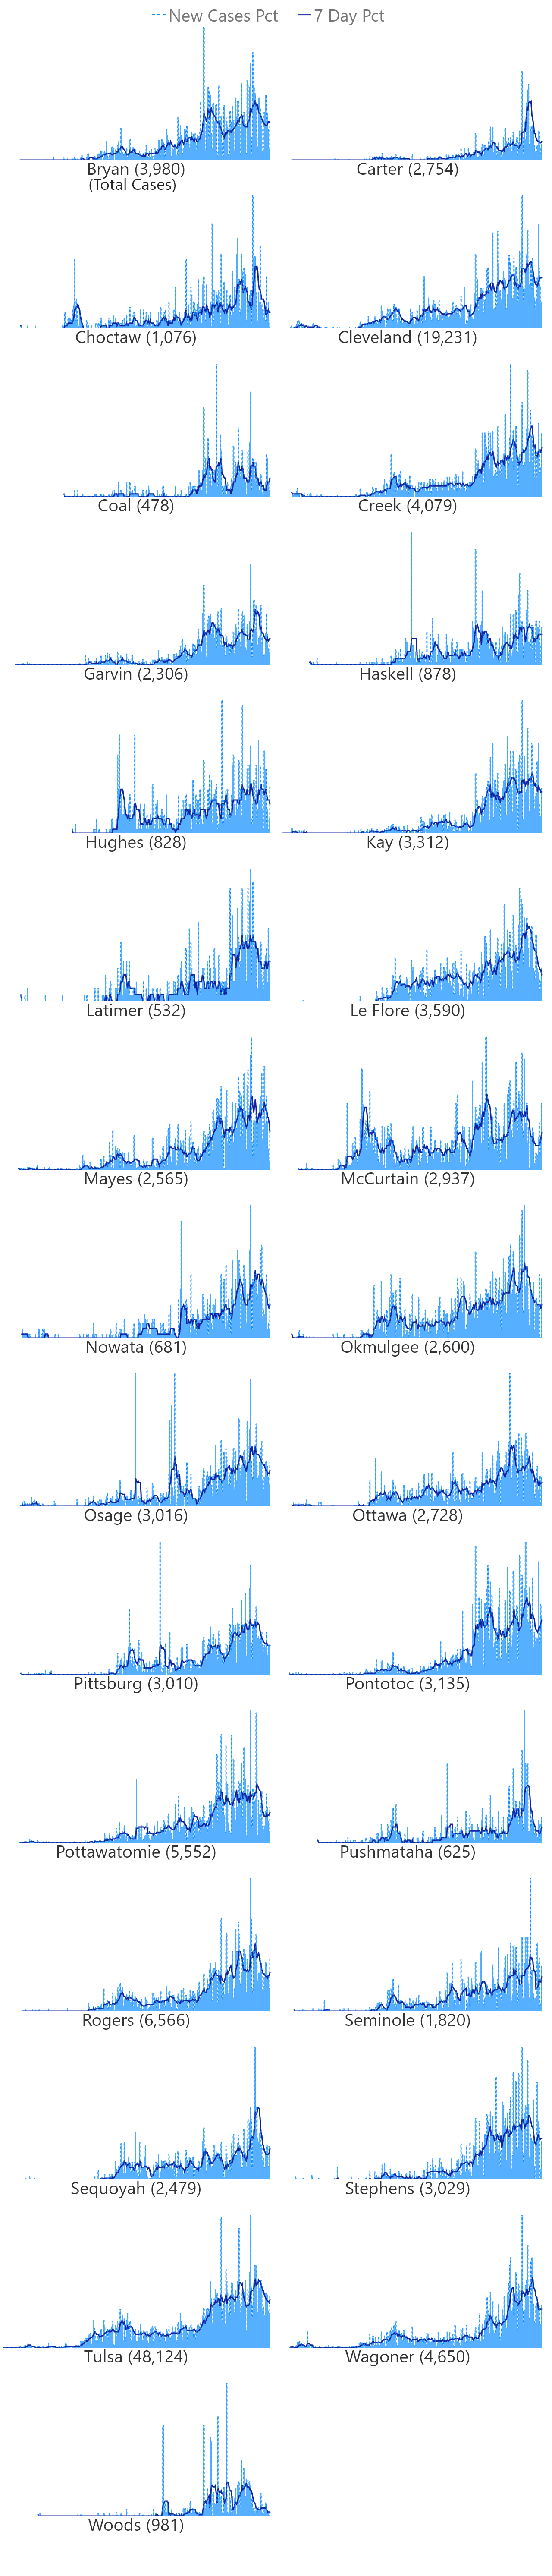 New Cases Pct 7 Day Pct
Bryan (3,980) Carter (2,754)
(Total Cases)
Choctaw (1,076) Cleveland (19,231)
Coal (478) Creek (4,079)
Garvin (2,306) Haskell (878)
Hughes (828) Kay (3,312)
Latimer (532) Le Flore (3,590)
Mayes (2,565) McCurtain (2,937)
Nowata (681) Okmulgee (2,600)
Osage (3,016) Ottawa (2,728)
Pittsburg (3,010) Pontotoc (3,135)
Pottawatomie (5,552) Pushmataha (625)
Rogers (6,566) Seminole (1,820)
Sequoyah (2,479) Stephens (3,029)
Tulsa (48,124) Wagoner (4,650)
Woods (981)